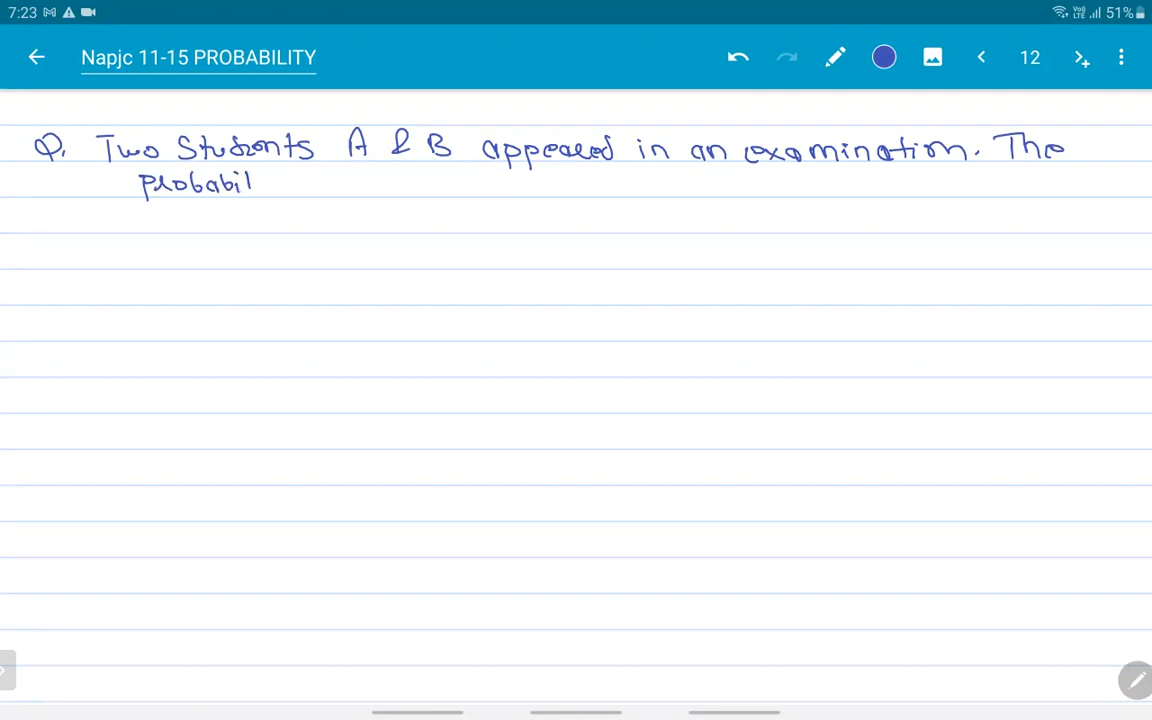 7:23 51%
Napjc 11-15 PROBABILITY 12
Q. Two Students A & B appeared in an examination. The
probabil